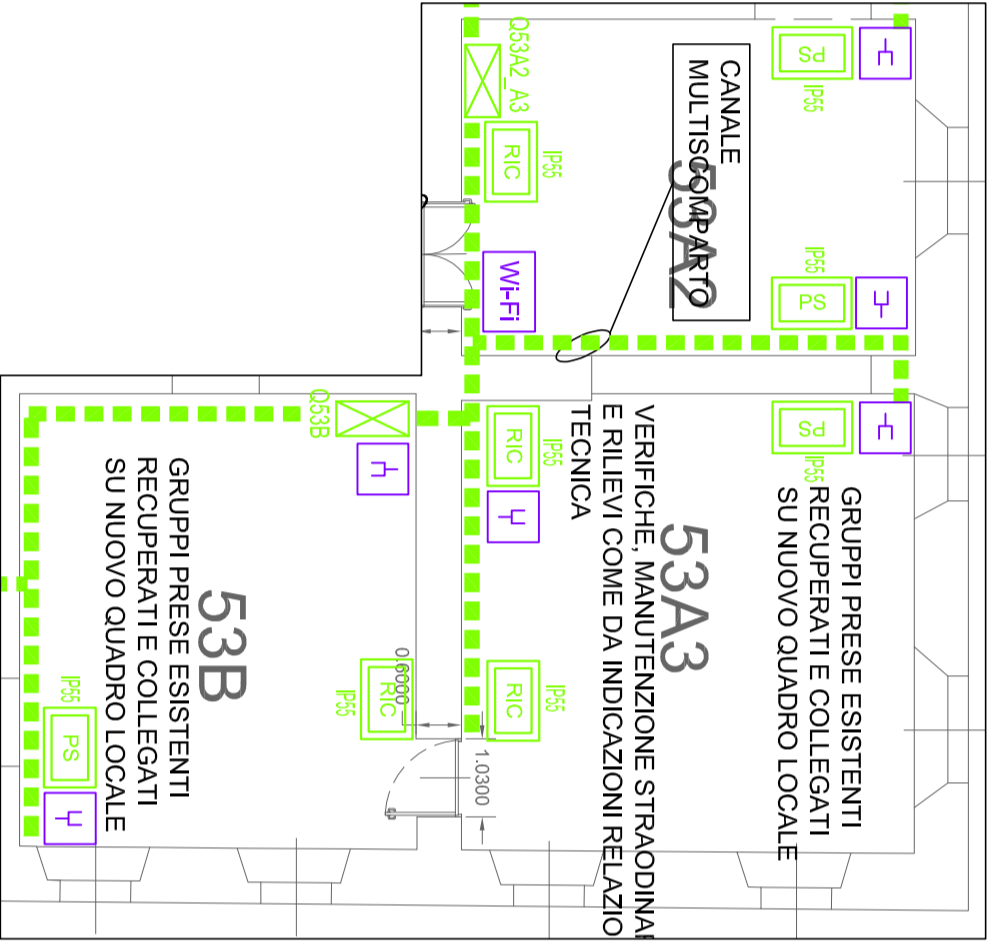 Q53A2_A3
RIC
IP55
Wi-Fi
CANALE
MULTISCOMPARTO
53A2
PS
IP55
PS
IP55
Q53B
GRUPPI PRESE ESISTENTI
RECUPERATI E COLLEGATI
SU NUOVO QUADRO LOCALE
53B
IP55
PS
RIC
IP55
0.6000
1.0300
RIC
IP55
RIC
IP55
VERIFICHE, MANUTENZIONE STRAODINA
E RILIEVI COME DA INDICAZIONI RELAZIO
TECNICA
53A3
PS
IP55
GRUPPI PRESE ESISTENTI
RECUPERATI E COLLEGATI
SU NUOVO QUADRO LOCALE